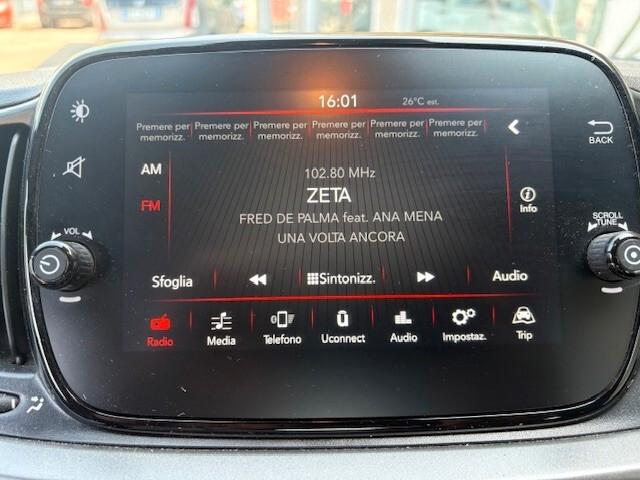 16:01 26°C est.
Premere per memorizz. Premere per memorizz. Premere per memorizz. Premere per memorizz. Premere per memorizz. Premere per memorizz.
BACK
AM
102.80 MHz
ZETA
FM
Info
FRED DE PALMA feat. ANA MENA
SCROLL
TUNE
VOL
UNA VOLTA ANCORA
Sfoglia Sintonizz. Audio
Radio Media Telefono Uconnect Audio Impostaz. Trip